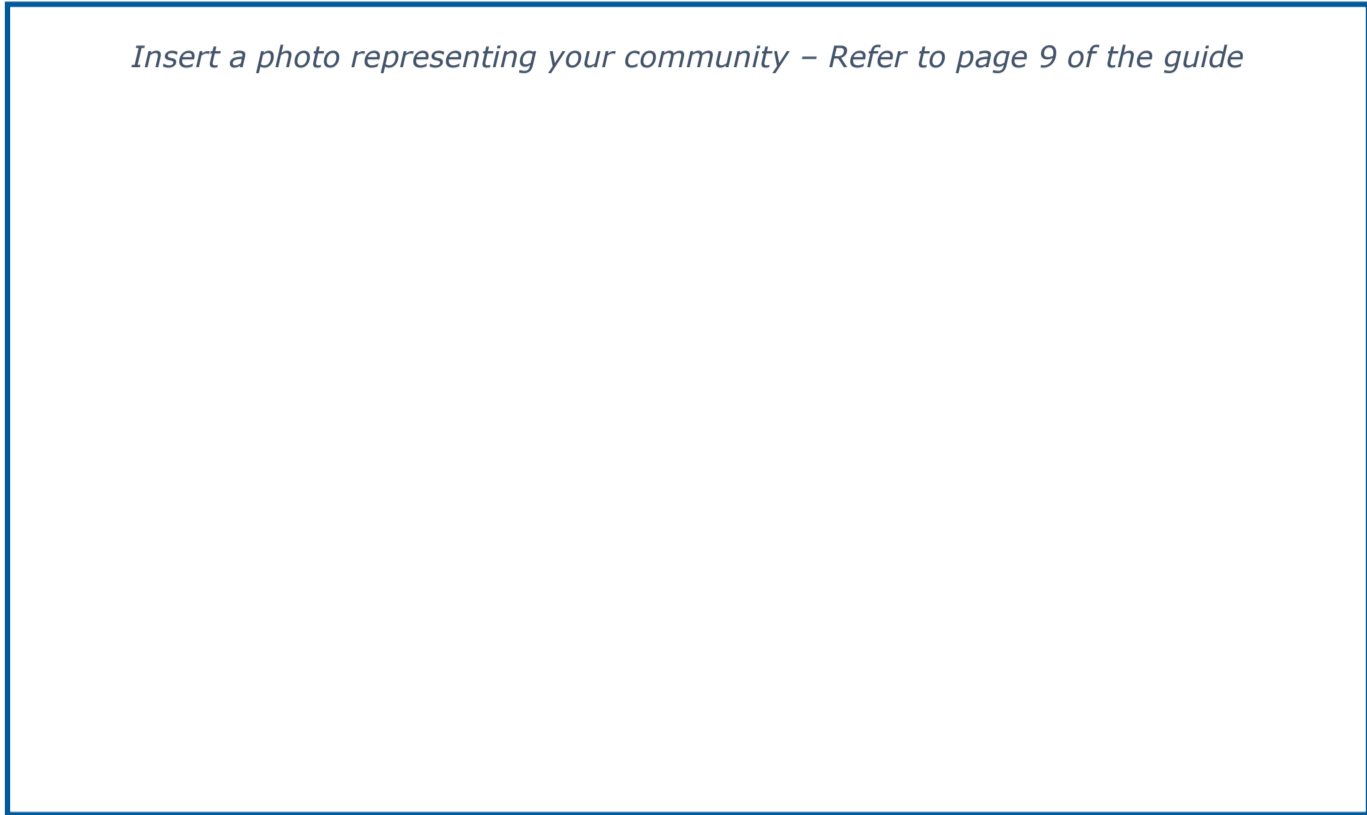 Insert a photo representing your community – Refer to page 9 of the guide